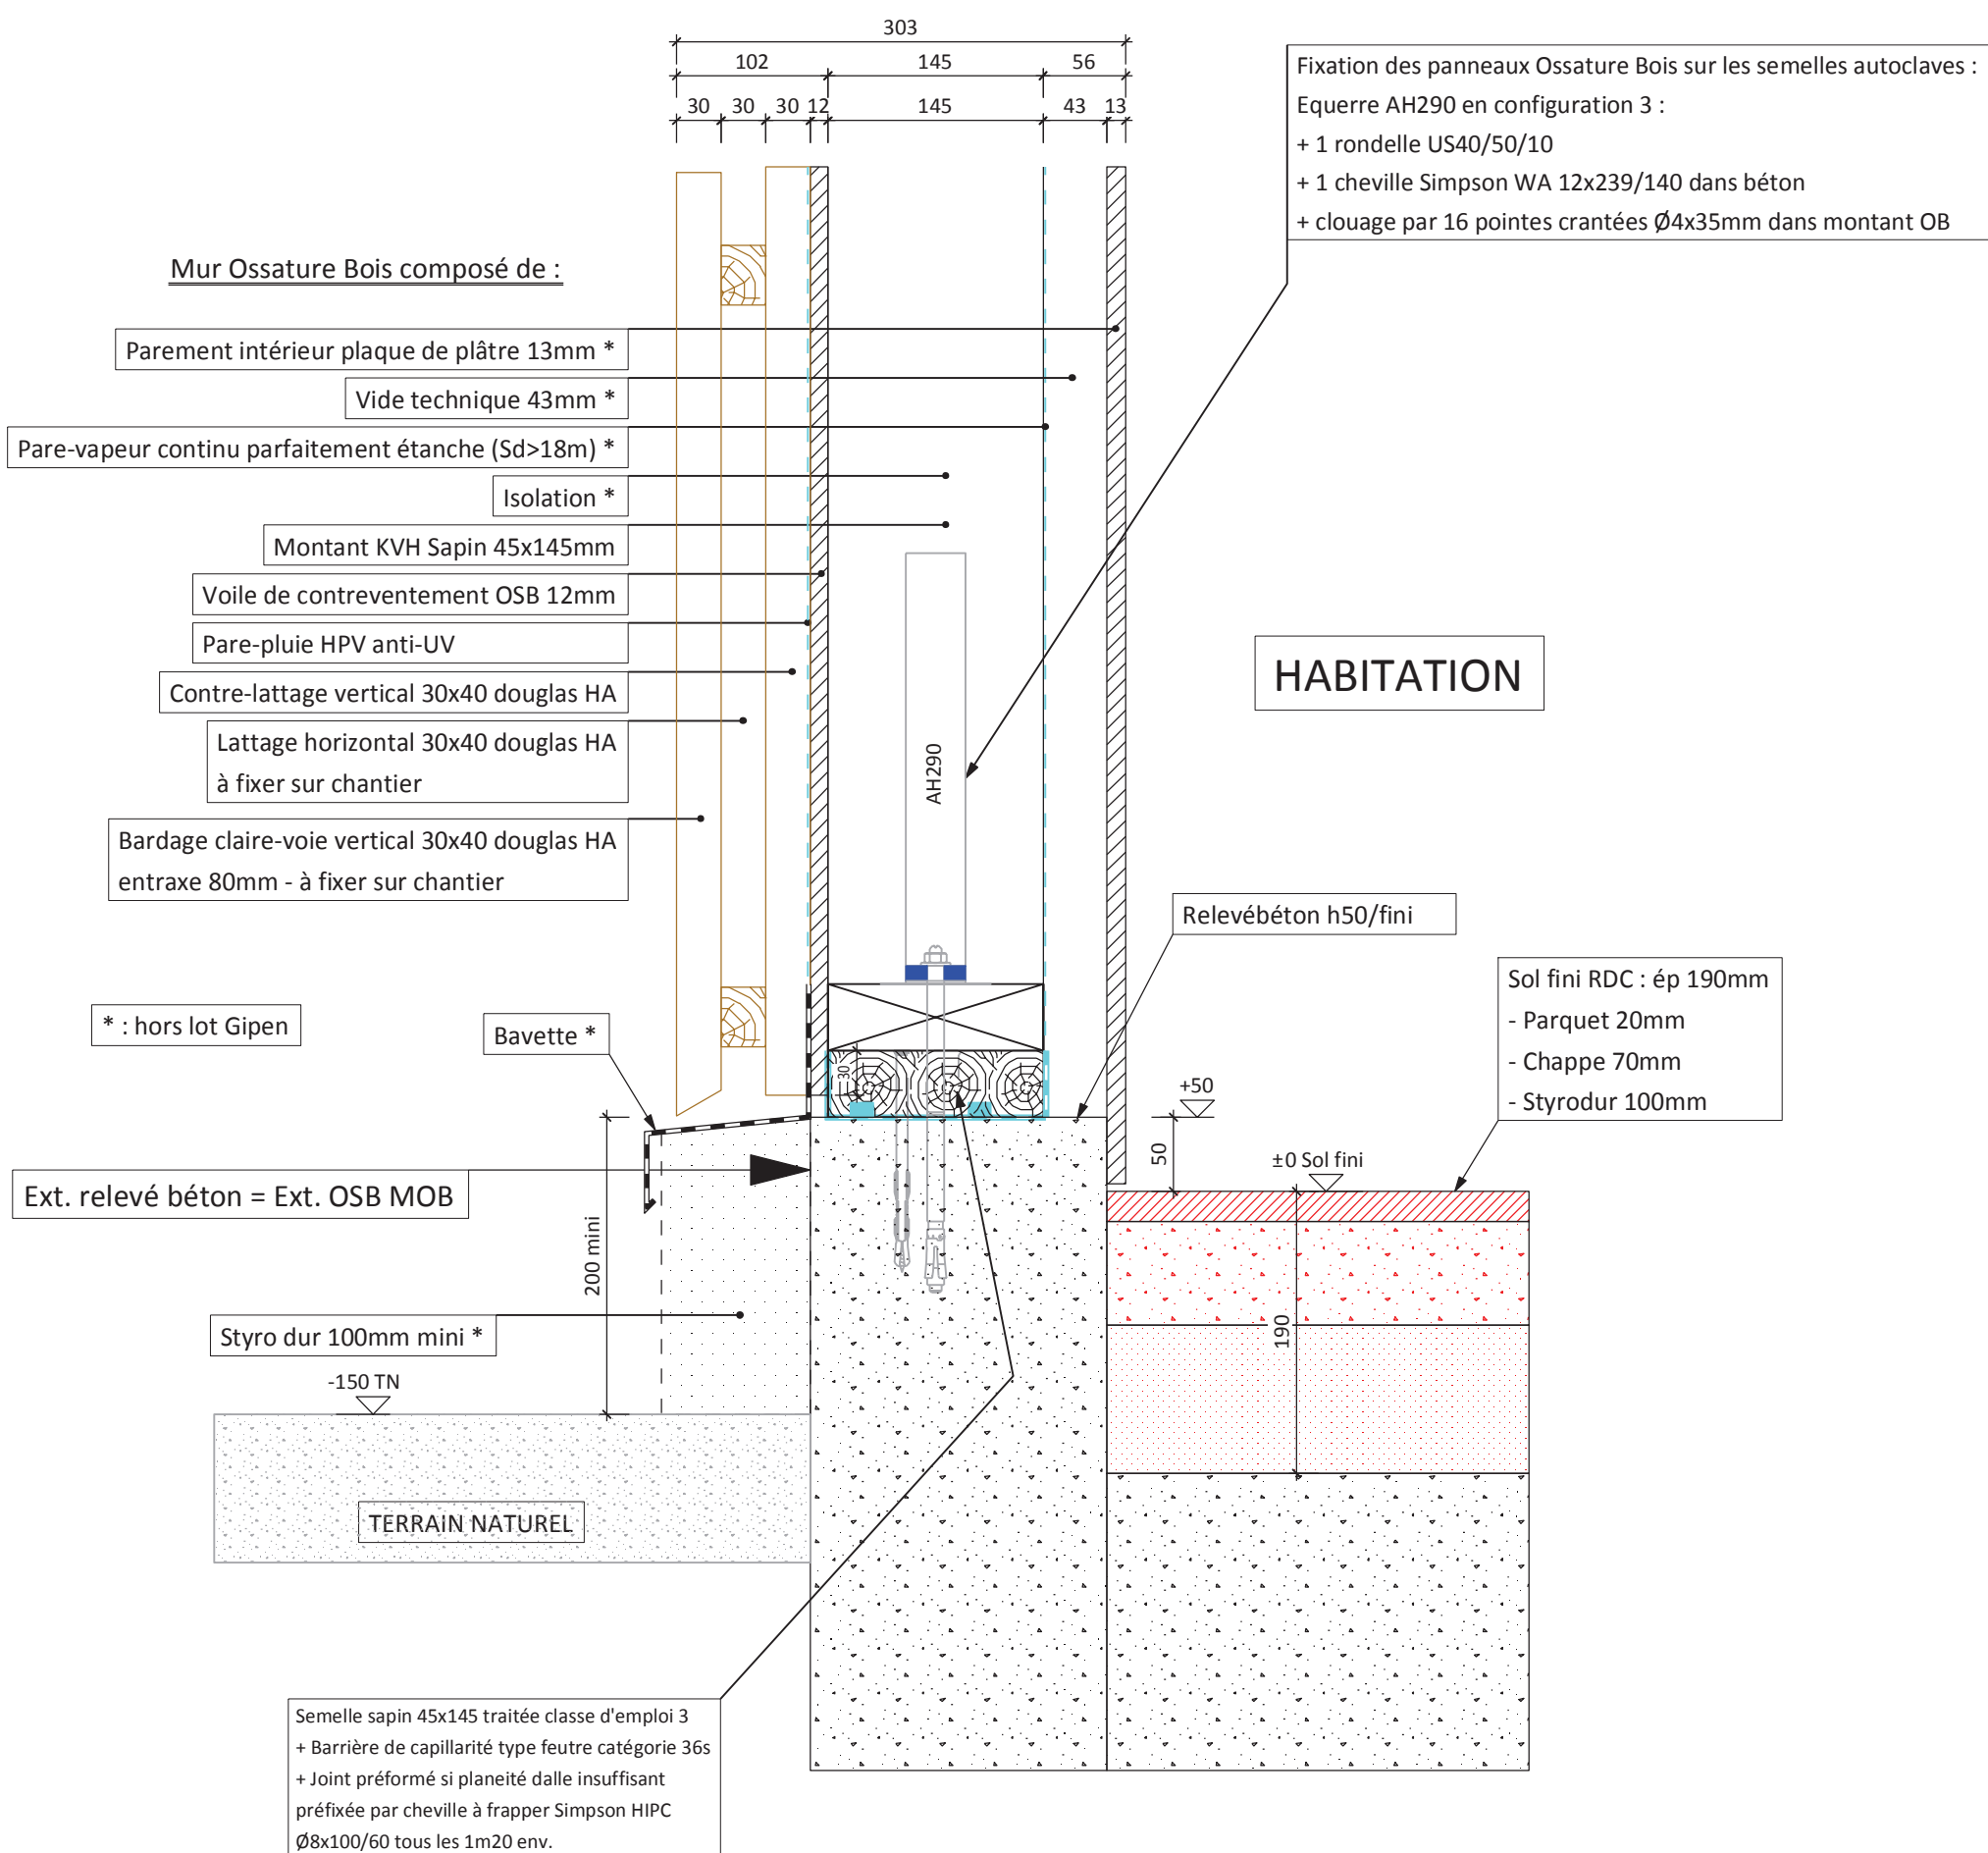 303
102 145 56
30 30 30 12 145 43 13
Fixation des panneaux Ossature Bois sur les semelles autoclaves :
Equerre AH290 en configuration 3 :
+ 1 rondelle US40/50/10
+ 1 cheville Simpson WA 12x239/140 dans béton
+ clouage par 16 pointes crantées Ø4x35mm dans montant OB
Mur Ossature Bois composé de :
Parement intérieur plaque de plâtre 13mm *
Vide technique 43mm *
Pare-vapeur continu parfaitement étanche (Sd>18m) *
Isolation *
Montant KVH Sapin 45x145mm
Voile de contreventement OSB 12mm
Pare-pluie HPV anti-UV
Contre-lattage vertical 30x40 douglas HA
Lattage horizontal 30x40 douglas HA
à fixer sur chantier
Bardage claire-voie vertical 30x40 douglas HA
entraxe 80mm - à fixer sur chantier
HABITATION
AH290
Relevébéton h50/fini
Sol fini RDC : ép 190mm
- Parquet 20mm
- Chappe 70mm
- Styrodur 100mm
* : hors lot Gipen
Bavette *
30
+50
50
±0 Sol fini
Ext. relevé béton = Ext. OSB MOB
200 mini
190
Styro dur 100mm mini *
-150 TN
TERRAIN NATUREL
Semelle sapin 45x145 traitée classe d'emploi 3
+ Barrière de capillarité type feutre catégorie 36s
+ Joint préformé si planeité dalle insuffisant
préfixée par cheville à frapper Simpson HIPC
Ø8x100/60 tous les 1m20 env.